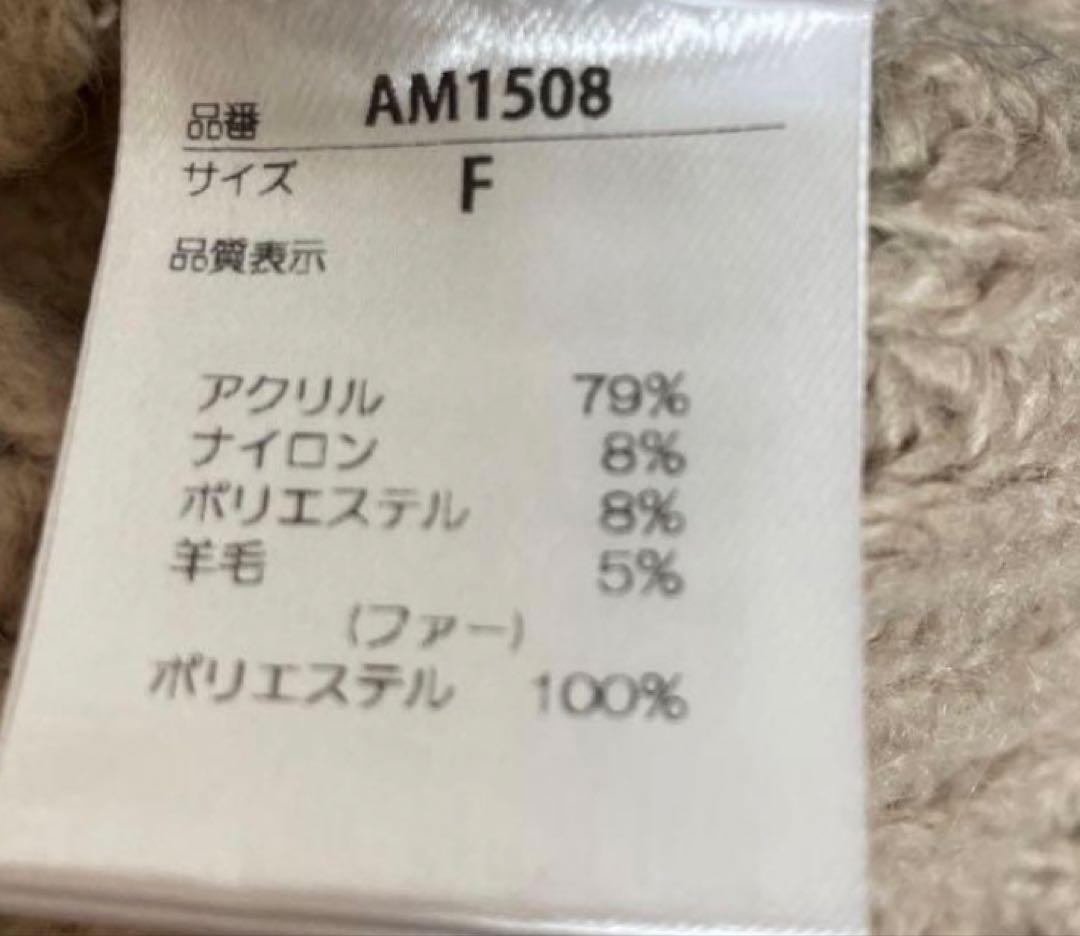 品番 AM1508
サイズ F
品質表示
アクリル 79%
ナイロン 8%
ポリエステル 8%
羊毛 5%
(ファー)
ポリエステル 100%